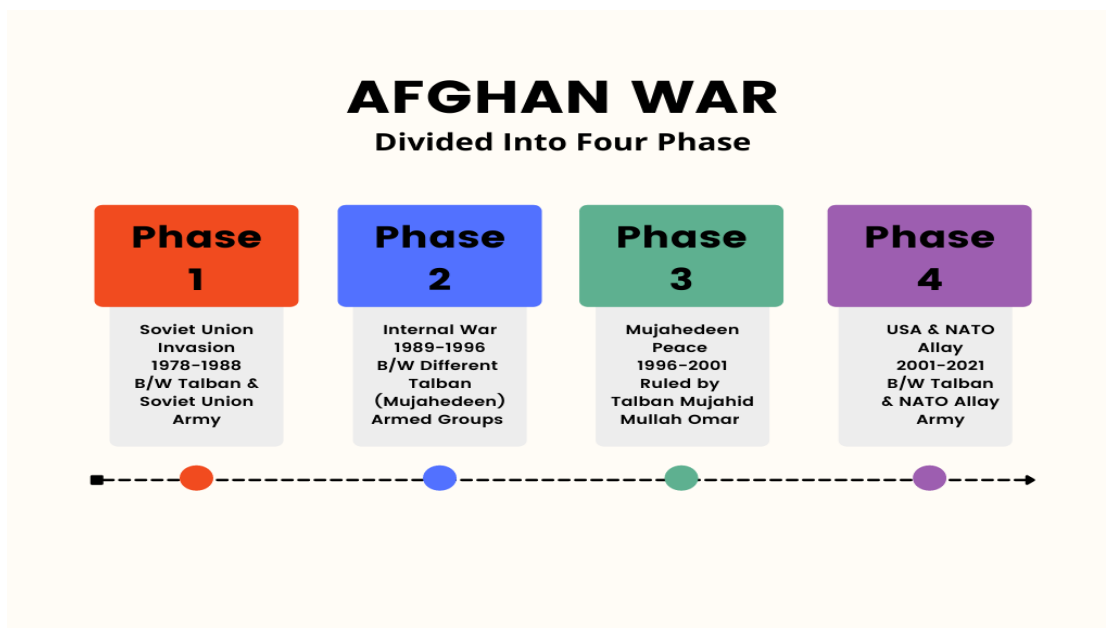 AFGHAN WAR
Divided Into Four Phase
Phase
1
Soviet Union
Invasion
1978-1988
B/W Talban &
Soviet Union
Army
Phase
2
Internal War
1989-1996
B/W Different
Talban
(Mujahedeen)
Armed Groups
Phase
3
Mujahedeen
Peace
1996-2001
Ruled by
Talban Mujahid
Mullah Omar
Phase
4
USA & NATO
Allay
2001-2021
B/W Talban
& NATO Allay
Army